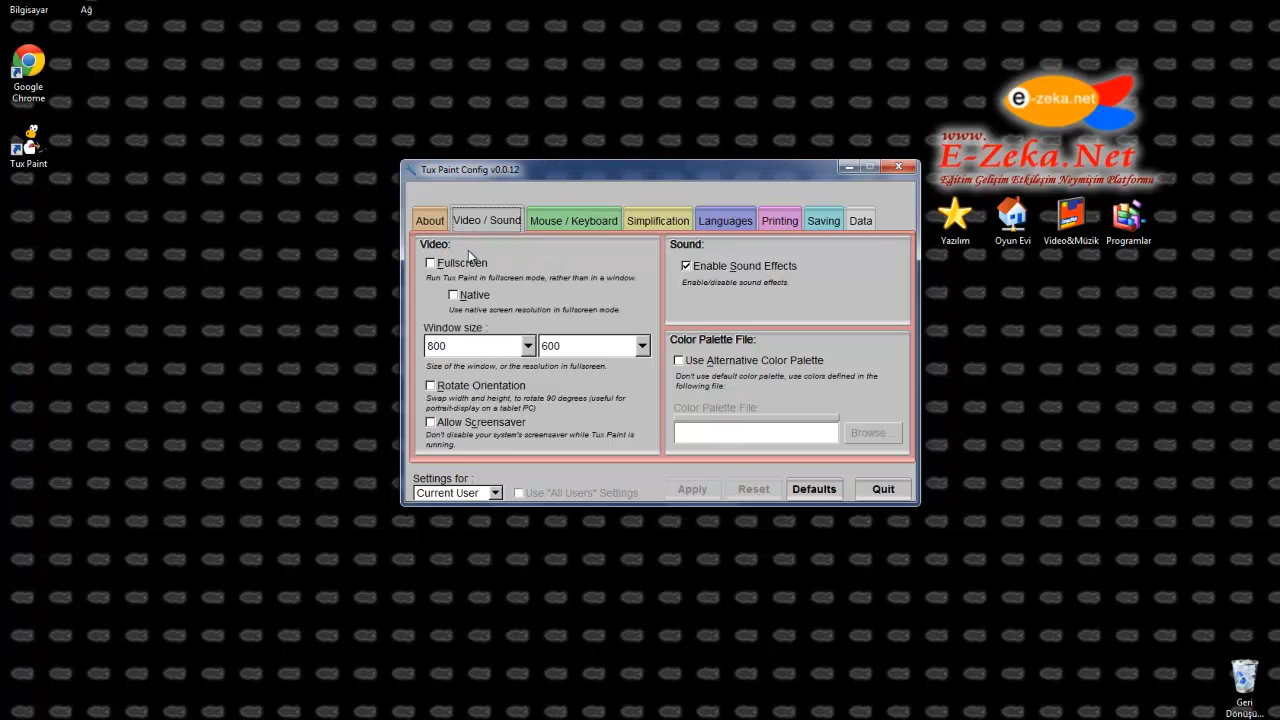 Bilgisayar
Ağ
Google
Chrome
Tux Paint
e-zeka.net
www.
E-Zeka.Net
Eğitim Gelişim Etkileşim Neymişim Platformu
Yazılım
Oyun Evi
Video&Müzik
Programlar
Tux Paint Config v0.0.12
About
Video / Sound
Mouse / Keyboard
Simplification
Languages
Printing
Saving
Data
Video:
Fullscreen
Run Tux Paint in fullscreen mode, rather than in a window.
Native
Use native screen resolution in fullscreen mode.
Window size :
800
600
Size of the window, or the resolution in fullscreen.
Rotate Orientation
Swap width and height, to rotate 90 degrees (useful for
portrait-display on a tablet PC)
Allow Screensaver
Don't disable your system's screensaver while Tux Paint is
running.
Sound:
Enable Sound Effects
Enable/disable sound effects.
Color Palette File:
Use Alternative Color Palette
Don't use default color palette, use colors defined in the
following file:
Color Palette File:
Browse...
Settings for :
Current User
Use "All Users" Settings
Apply
Reset
Defaults
Quit
Geri
Dönüşü...